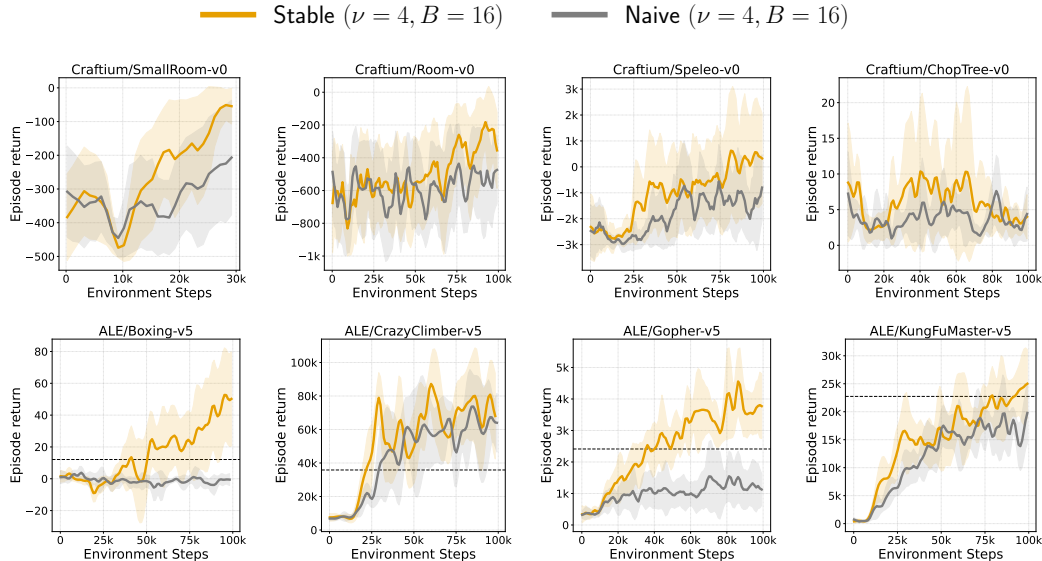 Stable (ν = 4, B = 16) Naive (ν = 4, B = 16)
Craftium/SmallRoom-v0
0
−100
−200
−300
−400
−500
Episode return
0 10k 20k 30k
Environment Steps
Craftium/Room-v0
0
−200
−400
−600
−800
−1k
Episode return
0 25k 50k 75k 100k
Environment Steps
Craftium/Speleo-v0
3k
2k
1k
0
−1k
−2k
−3k
Episode return
0 25k 50k 75k 100k
Environment Steps
Craftium/ChopTree-v0
20
15
10
5
0
Episode return
0 20k 40k 60k 80k 100k
Environment Steps
ALE/Boxing-v5
80
60
40
20
0
−20
Episode return
0 25k 50k 75k 100k
Environment Steps
ALE/CrazyClimber-v5
100k
80k
60k
40k
20k
0
Episode return
0 25k 50k 75k 100k
Environment Steps
ALE/Gopher-v5
5k
4k
3k
2k
1k
0
Episode return
0 20k 40k 60k 80k 100k
Environment Steps
ALE/KungFuMaster-v5
30k
25k
20k
15k
10k
5k
0
Episode return
0 25k 50k 75k 100k
Environment Steps